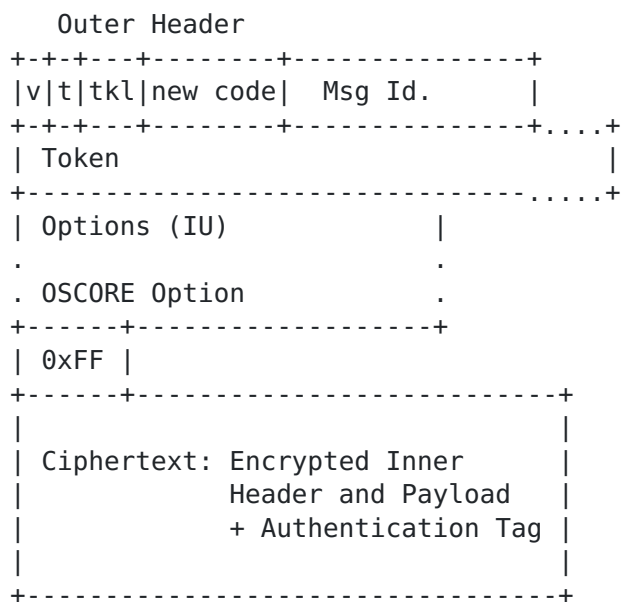 Outer Header
+-+-+---+--------+---------------+
|v|t|tkl|new code|  Msg Id.      |
+-+-+---+--------+---------------+....+
| Token                               |
+--------------------------------.....+
| Options (IU)             |
.                          .
. OSCORE Option            .
+------+-------------------+
| 0xFF |
+------+---------------------------+
|                                  |
| Ciphertext: Encrypted Inner      |
|             Header and Payload   |
|             + Authentication Tag |
|                                  |
+----------------------------------+